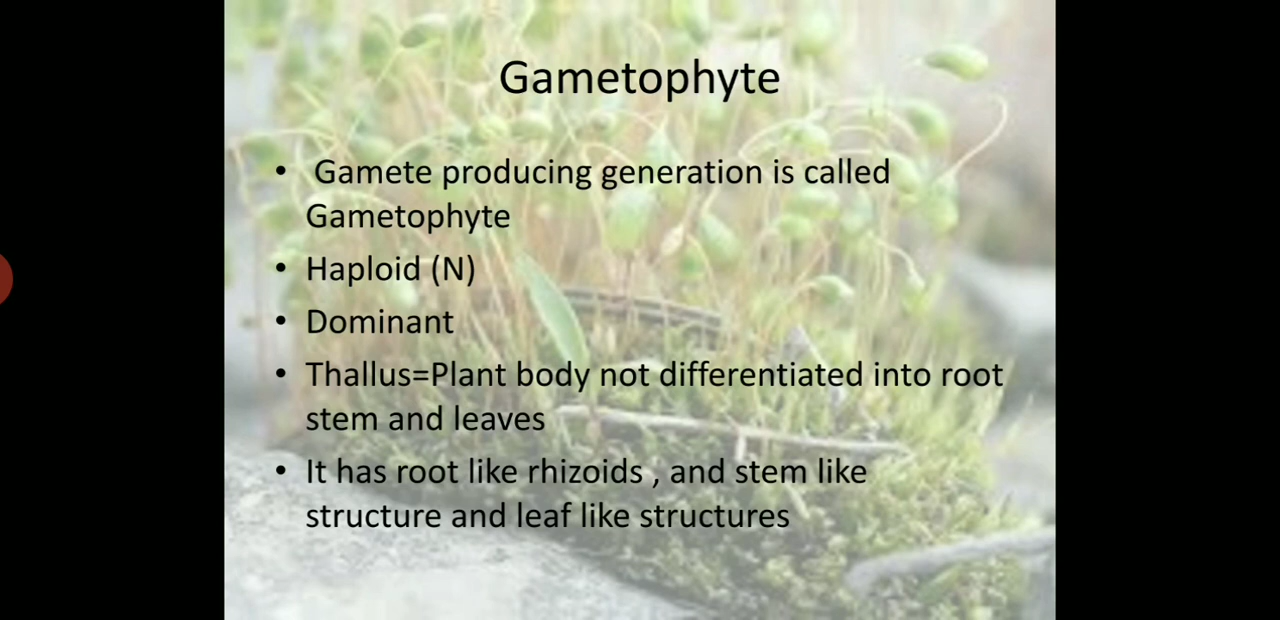 Gametophyte
• Gamete producing generation is called
Gametophyte
• Haploid (N)
• Dominant
• Thallus=Plant body not differentiated into root
stem and leaves
• It has root like rhizoids , and stem like
structure and leaf like structures